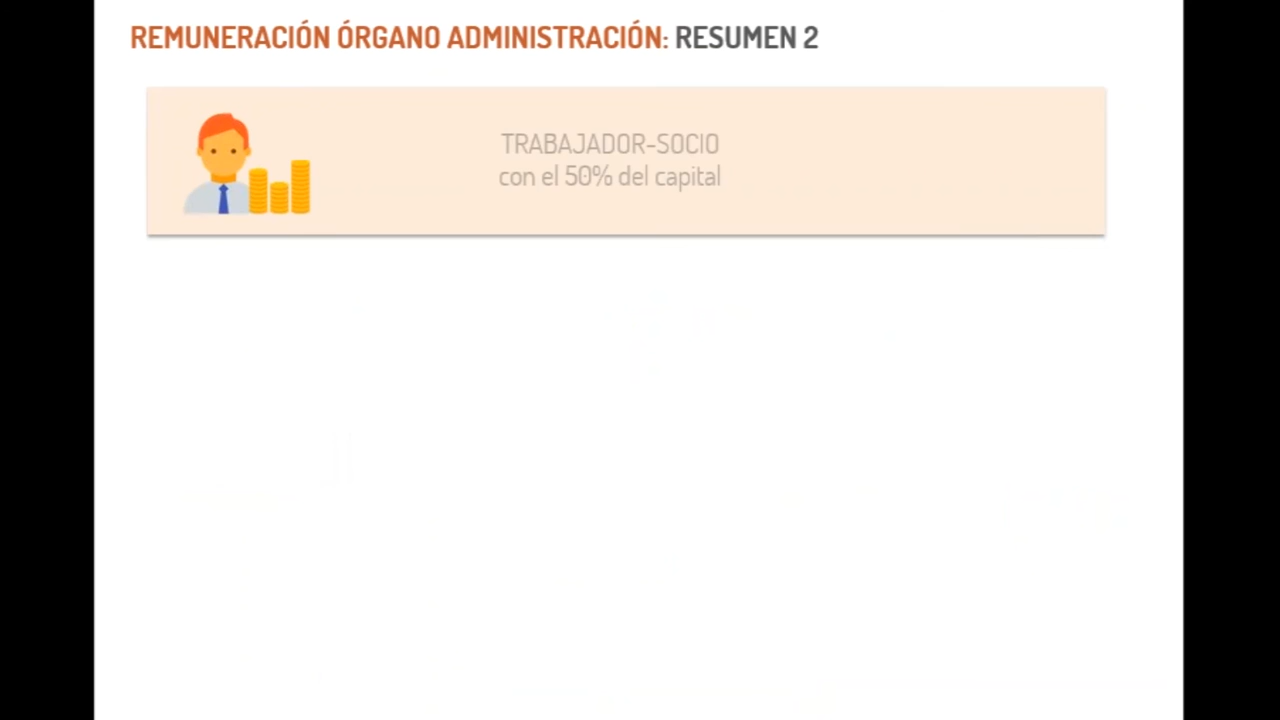 REMUNERACIÓN ÓRGANO ADMINISTRACIÓN: RESUMEN 2
TRABAJADOR-SOCIO
con el 50% del capital